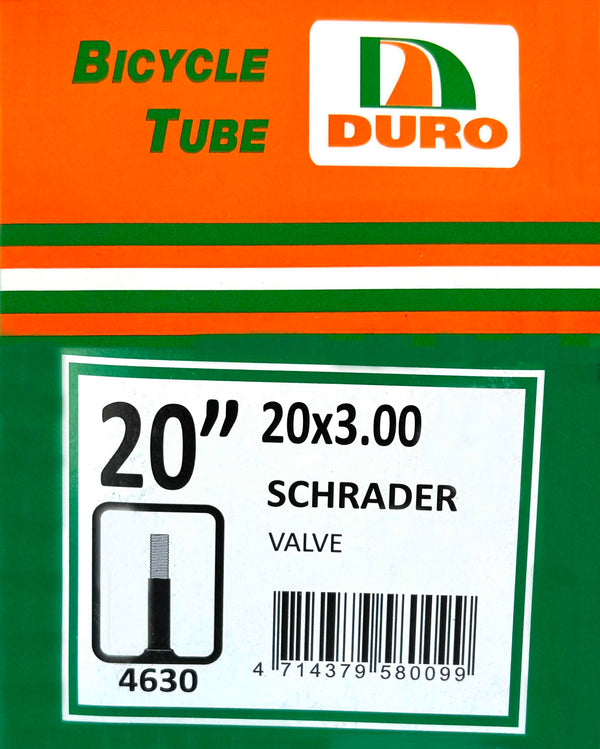 BICYCLE
TUBE
DURO
20" 20x3.00
SCHRADER
VALVE
4630
4 714379 580099